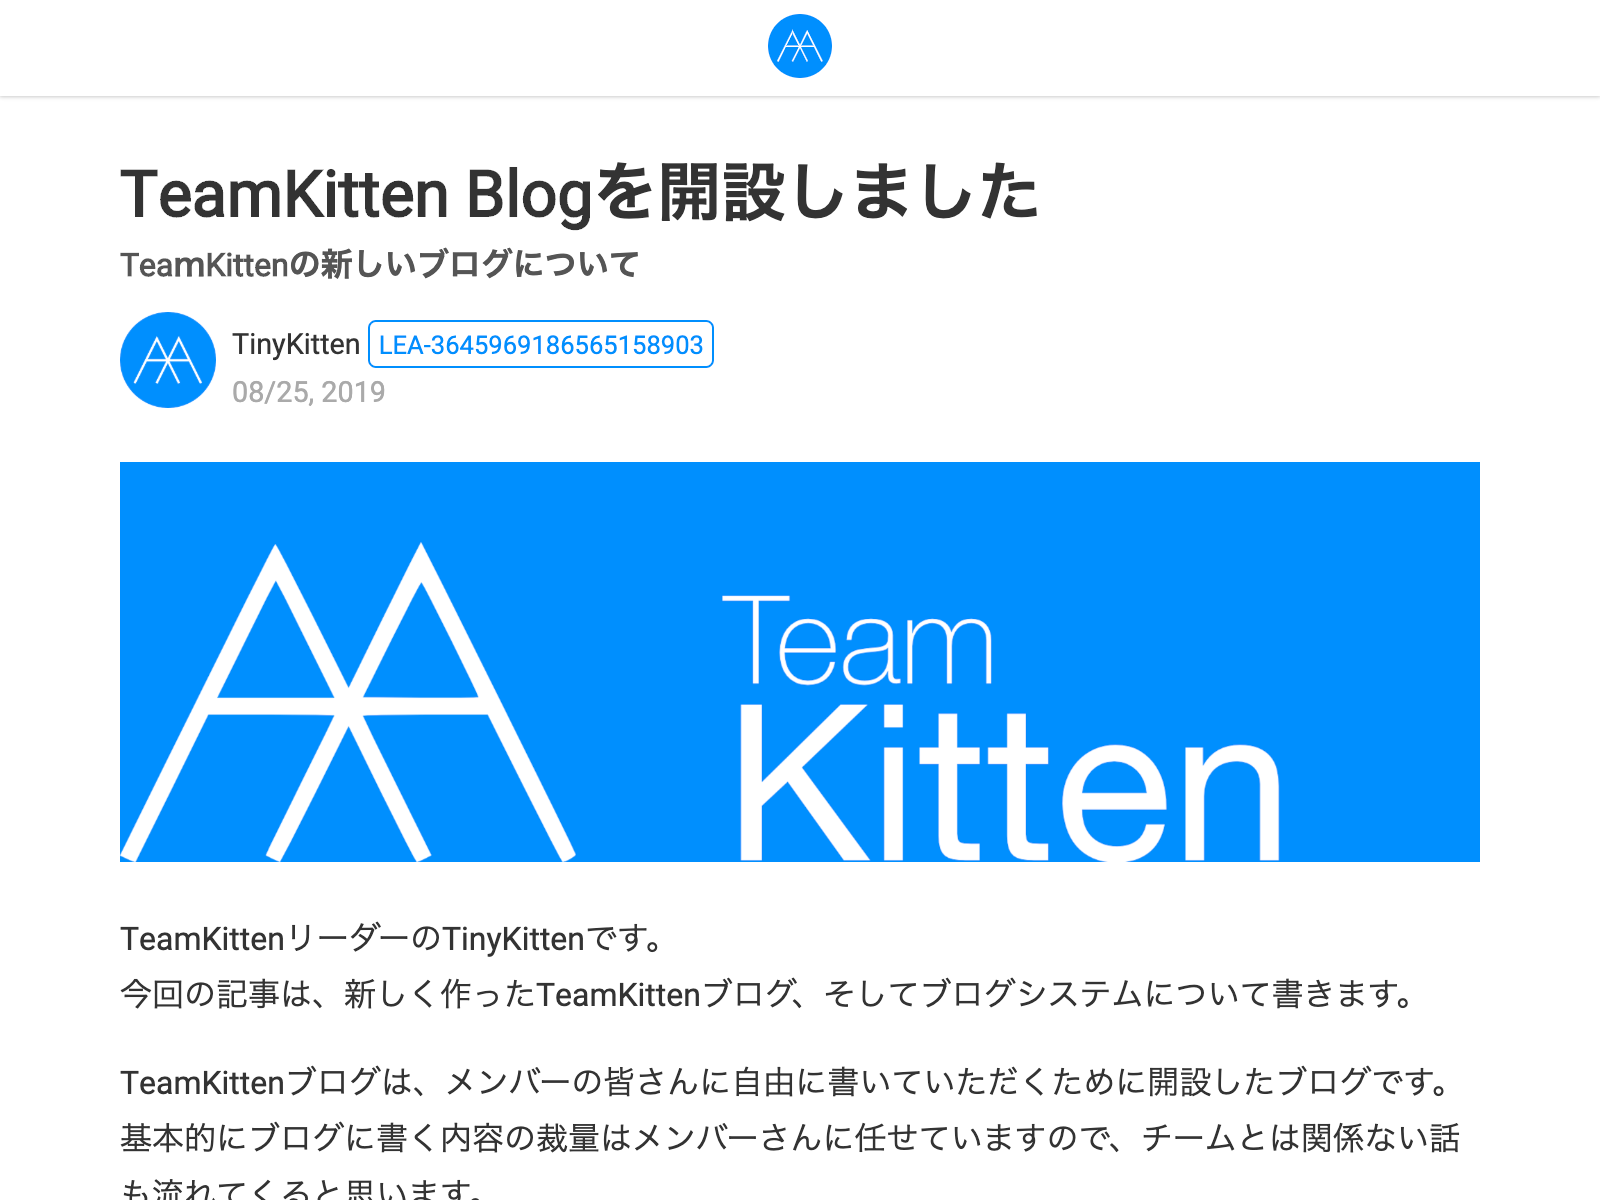 TeamKitten Blogを開設しました
TeamKittenの新しいブログについて
TinyKitten LEA-3645969186565158903
08/25, 2019
Team
Kitten
TeamKittenリーダーのTinyKittenです。
今回の記事は、新しく作ったTeamKittenブログ、そしてブログシステムについて書きます。
TeamKittenブログは、メンバーの皆さんに自由に書いていただくために開設したブログです。
基本的にブログに書く内容の裁量はメンバーさんに任せていますので、チームとは関係ない話
も流れてくると思います。